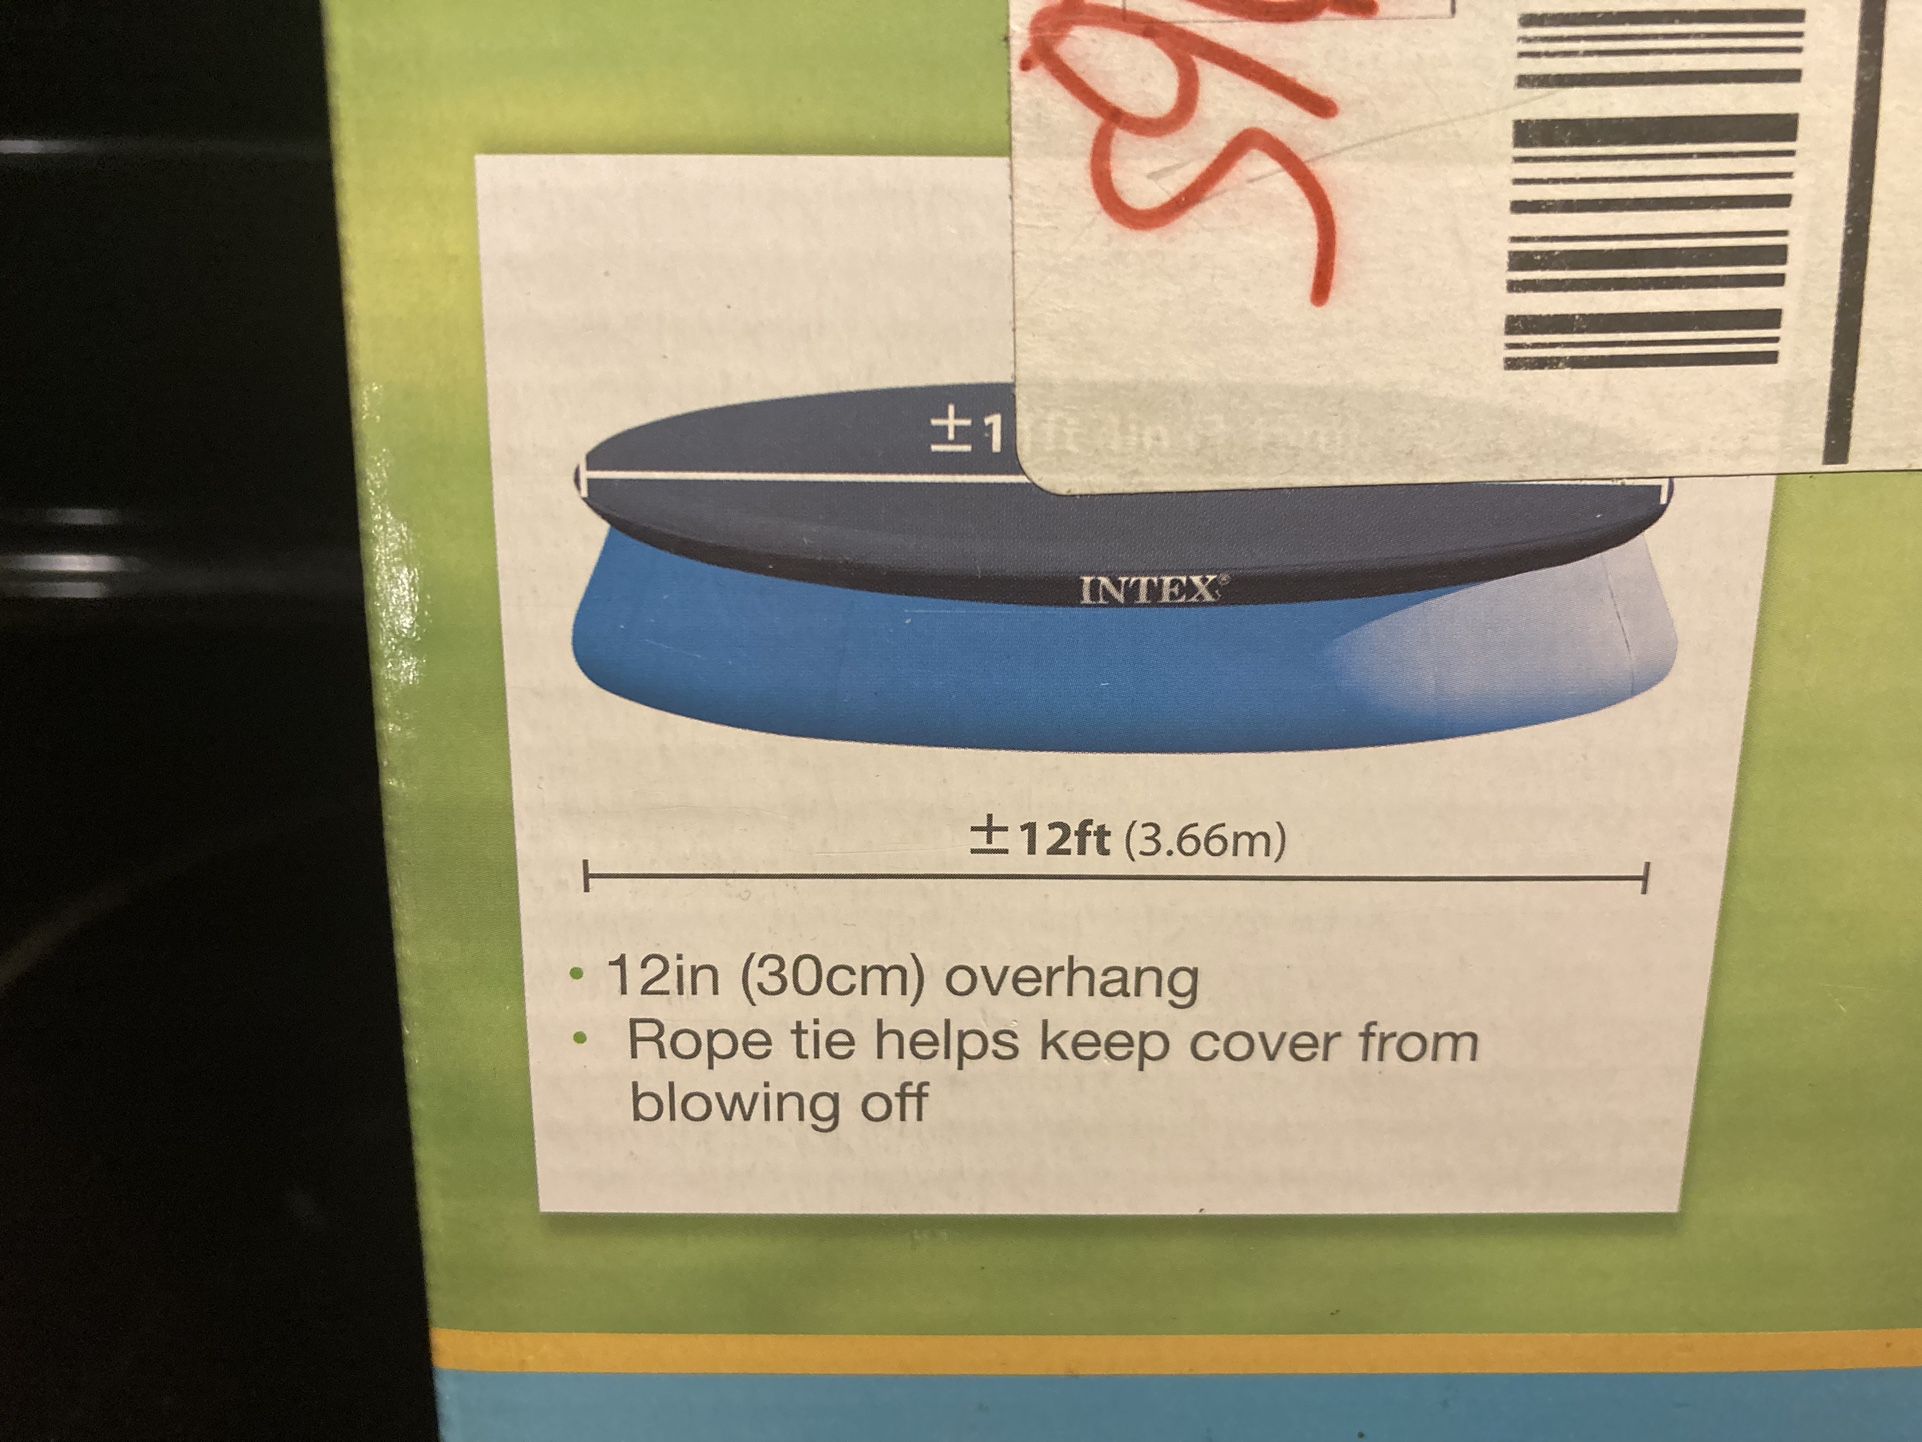 ±1
INTEX®
±12ft (3.66m)
• 12in (30cm) overhang
• Rope tie helps keep cover from
blowing off